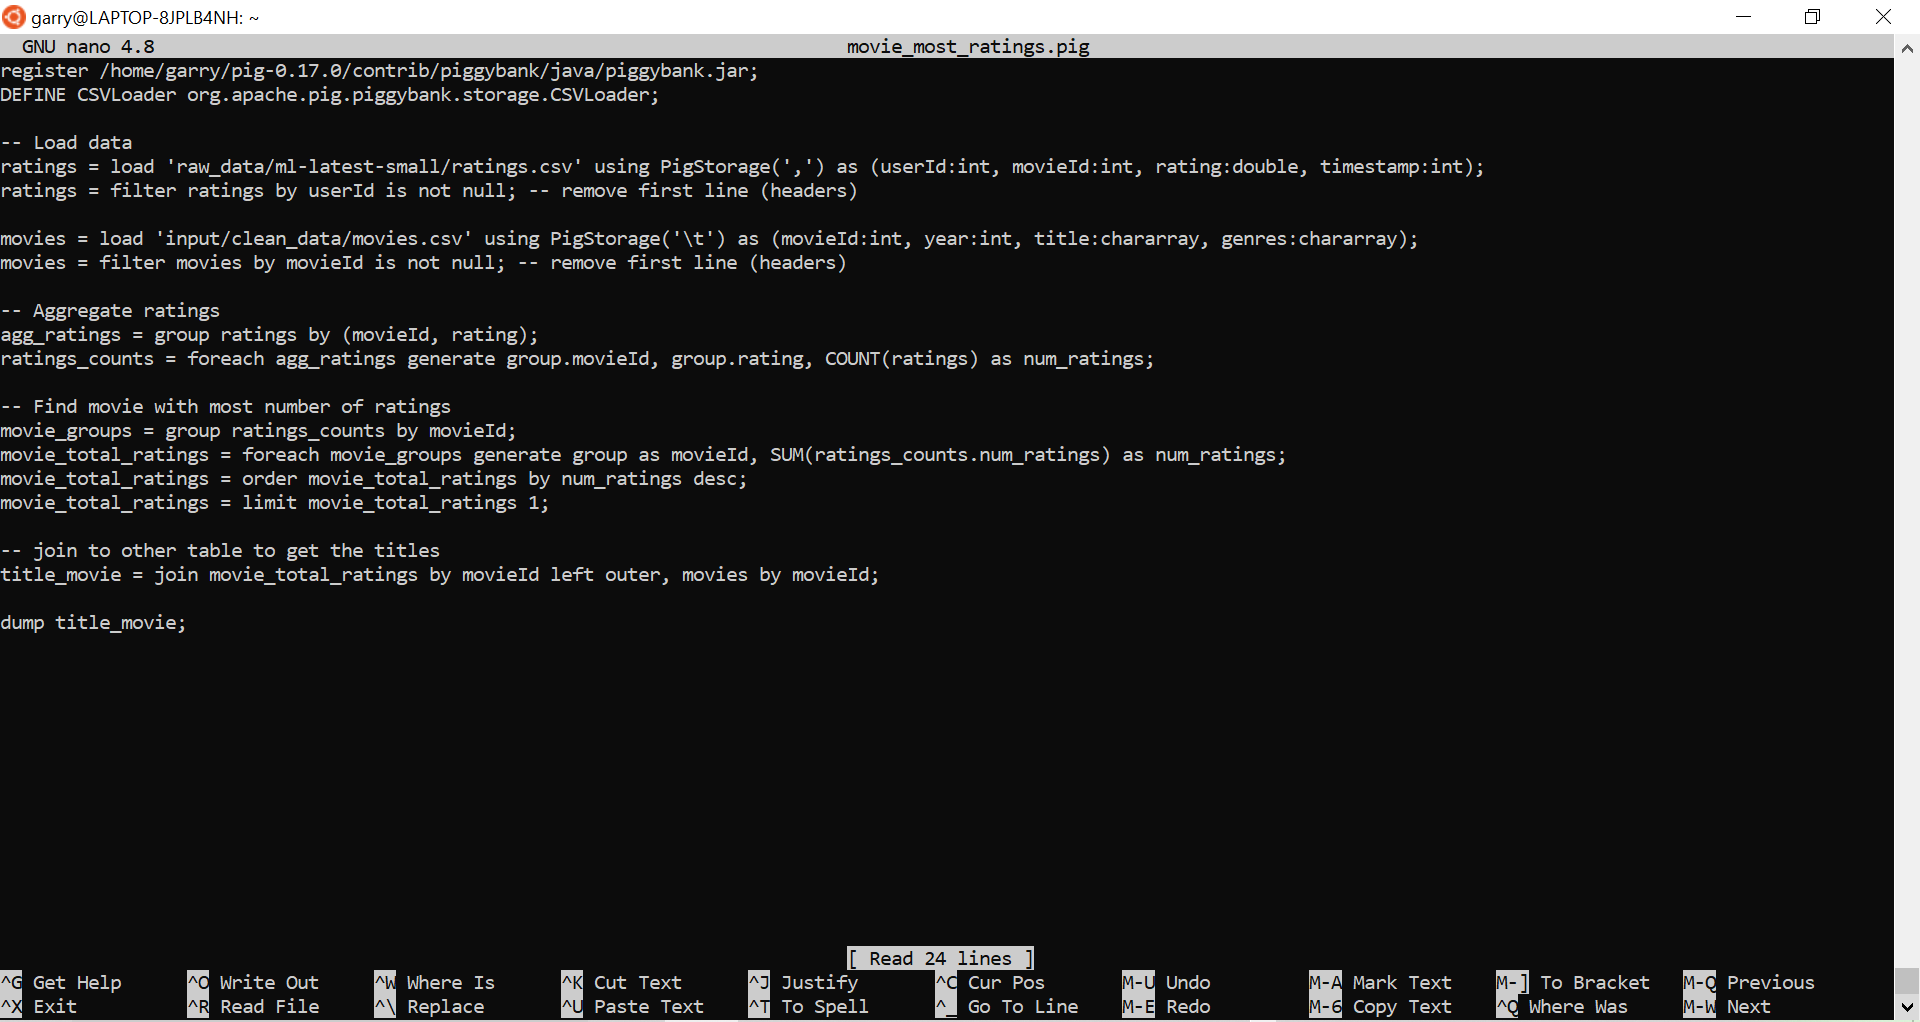 garry@LAPTOP-8JPLB4NH: ~
GNU nano 4.8 movie_most_ratings.pig
register /home/garry/pig-0.17.0/contrib/piggybank/java/piggybank.jar;
DEFINE CSVLoader org.apache.pig.piggybank.storage.CSVLoader;
-- Load data
ratings = load 'raw_data/ml-latest-small/ratings.csv' using PigStorage(',') as (userId:int, movieId:int, rating:double, timestamp:int);
ratings = filter ratings by userId is not null; -- remove first line (headers)
movies = load 'input/clean_data/movies.csv' using PigStorage('\t') as (movieId:int, year:int, title:chararray, genres:chararray);
movies = filter movies by movieId is not null; -- remove first line (headers)
-- Aggregate ratings
agg_ratings = group ratings by (movieId, rating);
ratings_counts = foreach agg_ratings generate group.movieId, group.rating, COUNT(ratings) as num_ratings;
-- Find movie with most number of ratings
movie_groups = group ratings_counts by movieId;
movie_total_ratings = foreach movie_groups generate group as movieId, SUM(ratings_counts.num_ratings) as num_ratings;
movie_total_ratings = order movie_total_ratings by num_ratings desc;
movie_total_ratings = limit movie_total_ratings 1;
-- join to other table to get the titles
title_movie = join movie_total_ratings by movieId left outer, movies by movieId;
dump title_movie;
[ Read 24 lines ]
^G Get Help ^O Write Out ^W Where Is ^K Cut Text ^J Justify ^C Cur Pos M-U Undo M-A Mark Text M-] To Bracket M-Q Previous
^X Exit ^R Read File ^\ Replace ^U Paste Text ^T To Spell ^_ Go To Line M-E Redo M-6 Copy Text ^Q Where Was M-W Next